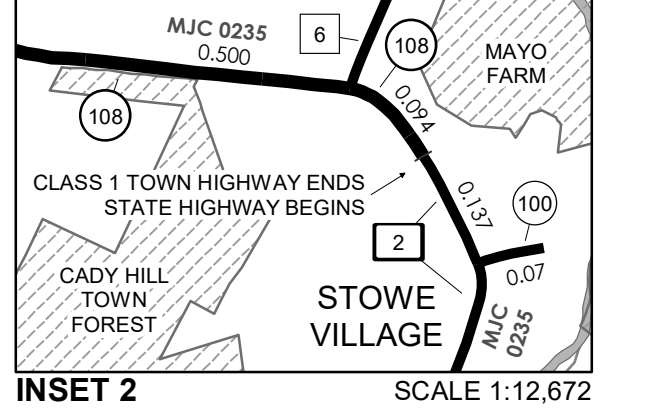 MJC 0235
0.500
6
108
MAYO
FARM
108
0.094
CLASS 1 TOWN HIGHWAY ENDS
STATE HIGHWAY BEGINS
0.137
100
2
0.07
CADY HILL
TOWN
FOREST
STOWE
VILLAGE
MJC
0235
INSET 2
SCALE 1:12,672